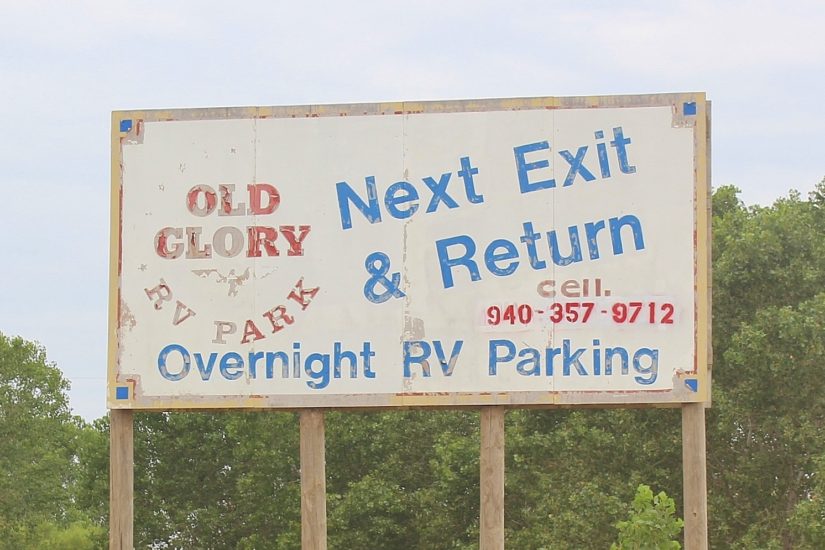 OLD
GLORY
RV PARK
Next Exit
& Return
Cell.
940-357-9712
Overnight RV Parking